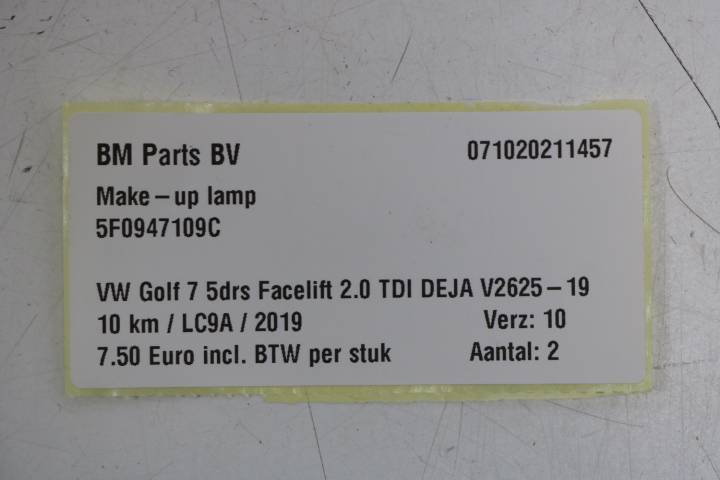 BM Parts BV 071020211457
Make-up lamp
5F0947109C
VW Golf 7 5drs Facelift 2.0 TDI DEJA V2625-19
10 km / LC9A / 2019 Verz: 10
7.50 Euro incl. BTW per stuk Aantal: 2